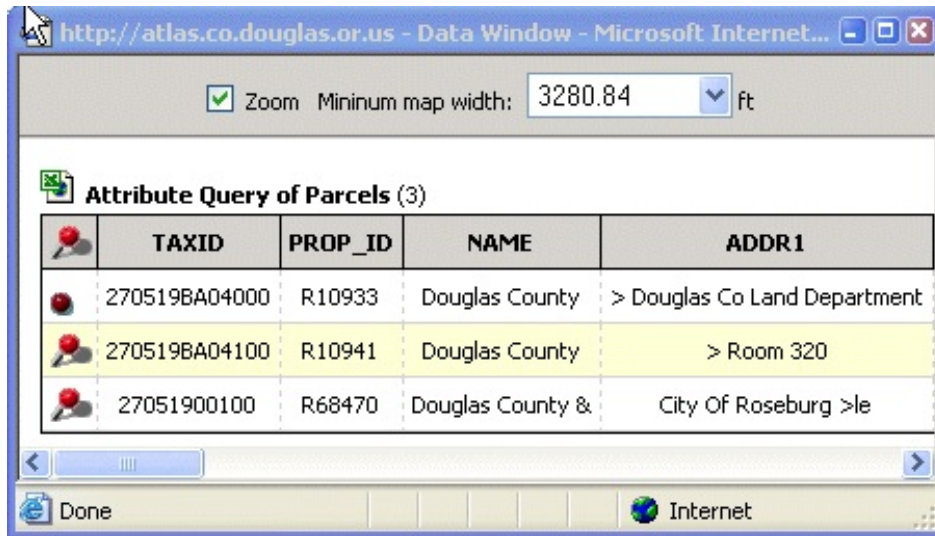 http://atlas.co.douglas.or.us - Data Window - Microsoft Internet...
Zoom Mininum map width: 3280.84 ft
Attribute Query of Parcels (3)
TAXID PROP_ID NAME ADDR1
270519BA04000 R10933 Douglas County > Douglas Co Land Department
270519BA04100 R10941 Douglas County > Room 320
27051900100 R68470 Douglas County & City Of Roseburg >le
Done Internet